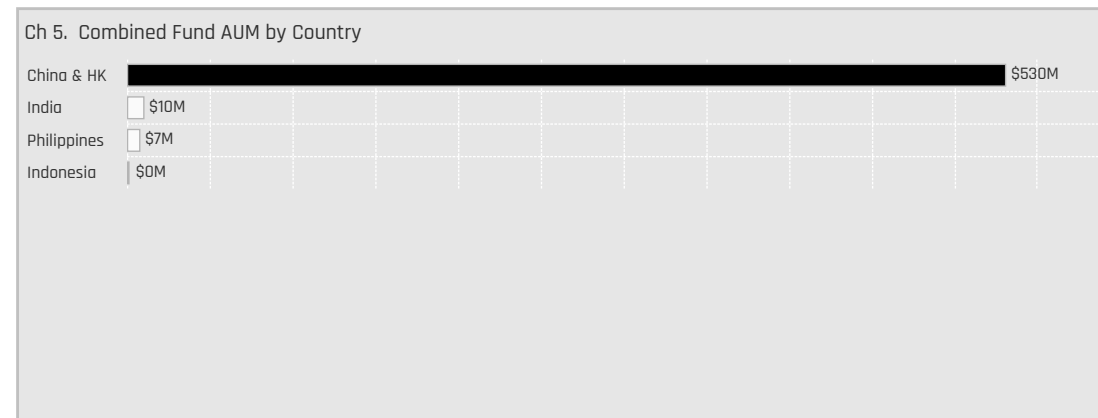 Ch 5. Combined Fund AUM by Country
China & HK $530M
India $10M
Philippines $7M
Indonesia $0M